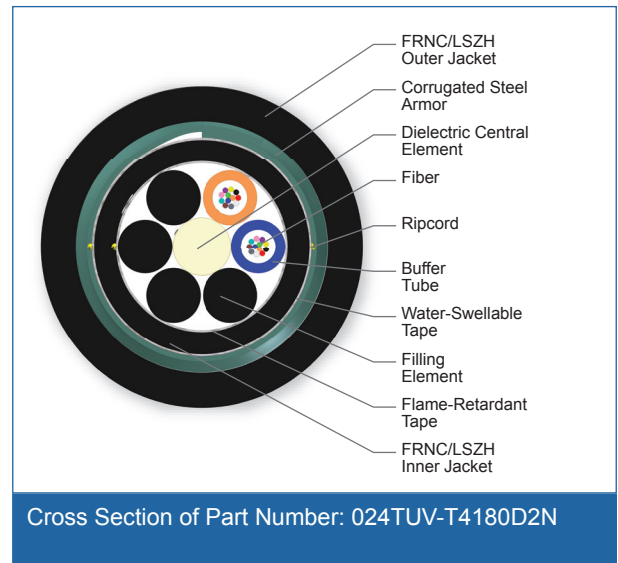 FRNC/LSZH
Outer Jacket
Corrugated Steel
Armor
Dielectric Central
Element
Fiber
Ripcord
Buffer
Tube
Water-Swellable
Tape
Filling
Element
Flame-Retardant
Tape
FRNC/LSZH
Inner Jacket
Cross Section of Part Number: 024TUV-T4180D2N